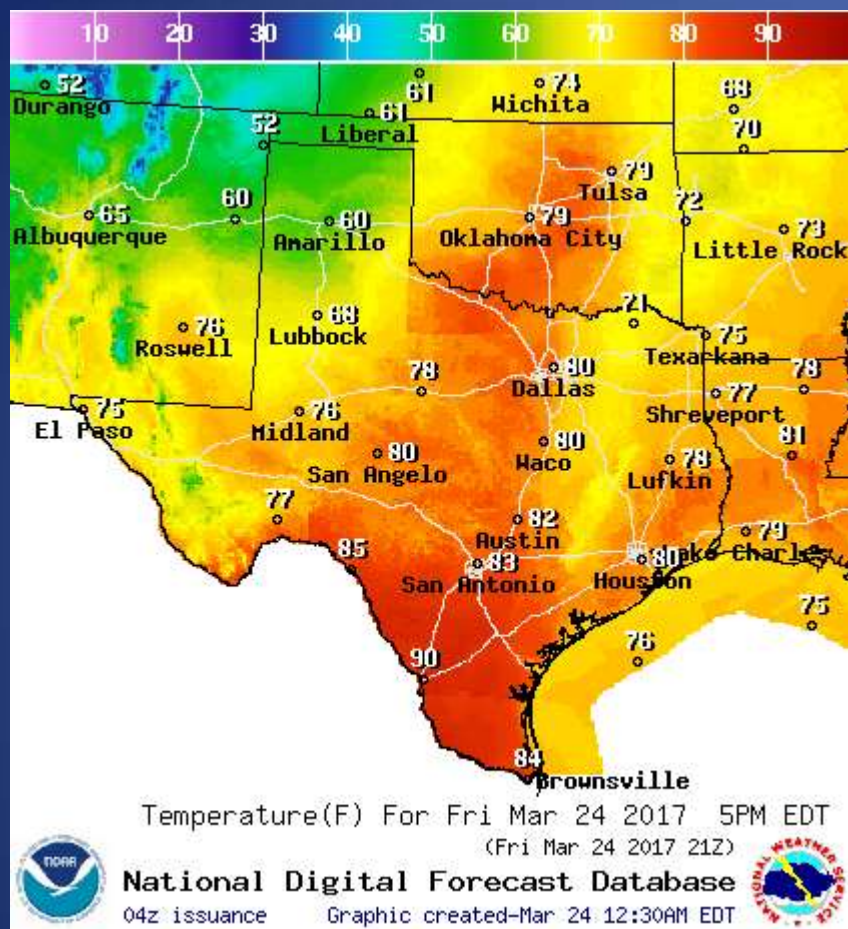 10 20 30 40 50 60 70 80 90
52
Durango
61
61
Liberal
74
Wichita
68
70
52
79
Tulsa
65
Albuquerque
60
60
Amarillo
79
Oklahoma City
72
73
Little Rock
76
Roswell
68
Lubbock
71
75
Texarkana
80
Dallas
78
77
Shreveport
78
75
El Paso
76
Midland
80
San Angelo
80
Waco
78
Lufkin
81
77
82
Austin
79
Lake Charles
85
83
San Antonio
80
Houston
75
76
90
84
Brownsville
Temperature(F) For Fri Mar 24 2017 5PM EDT
(Fri Mar 24 2017 21Z)
National Digital Forecast Database
04z issuance Graphic created-Mar 24 12:30AM EDT
NOAA
NATIONAL WEATHER SERVICE